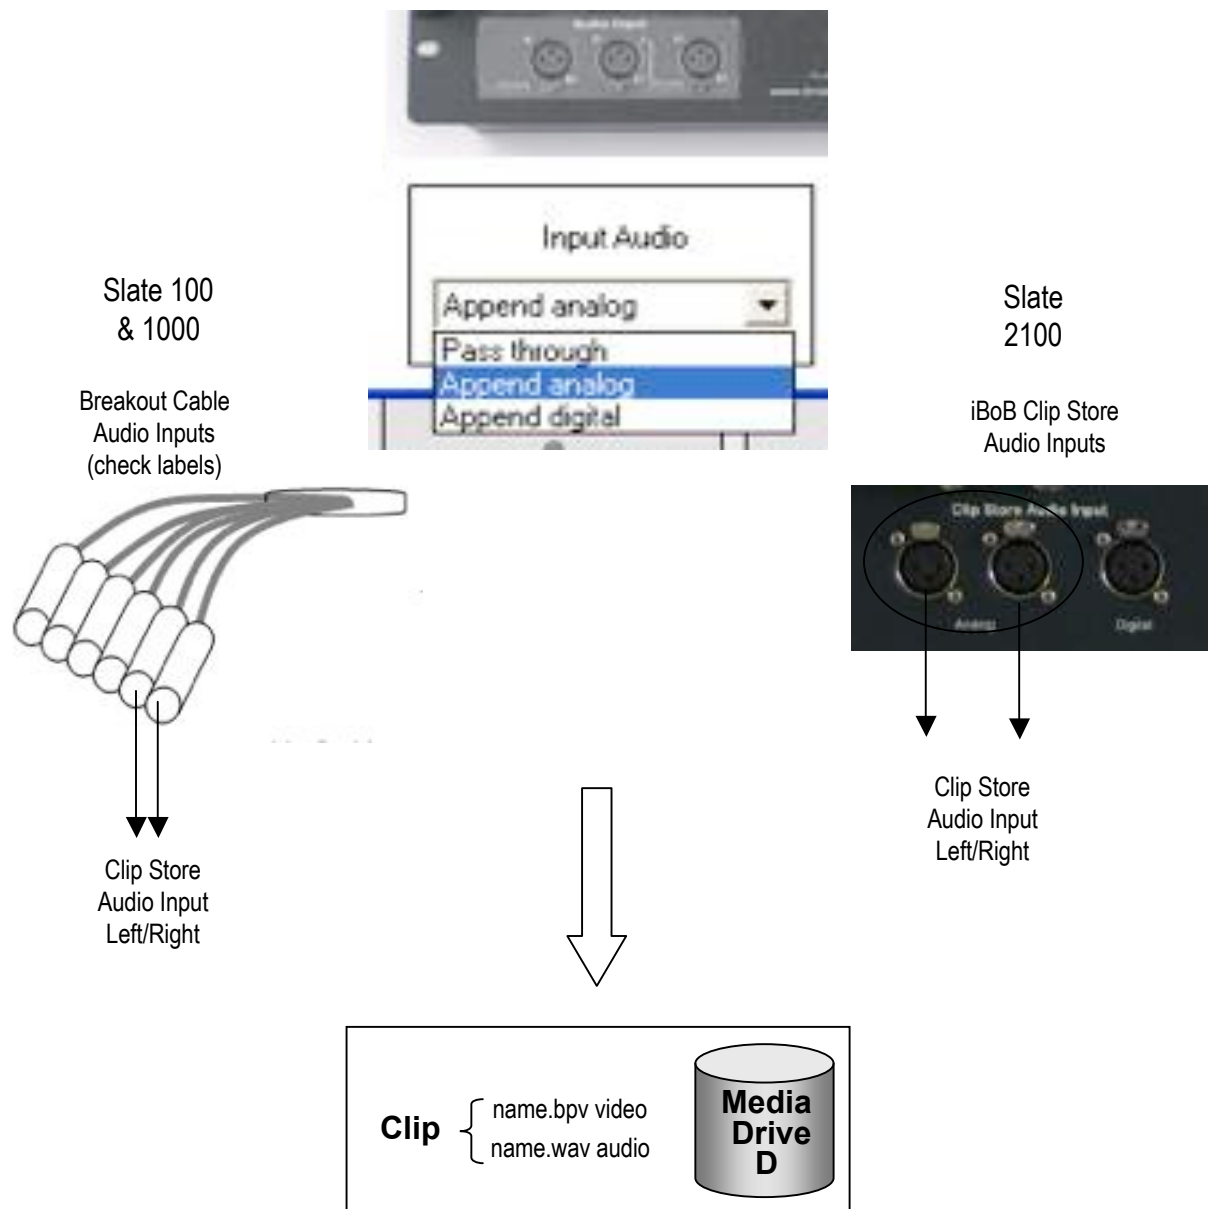 Audio Input
Input Audio
Append analog
Pass through
Append analog
Append digital
Slate 100
& 1000
Breakout Cable
Audio Inputs
(check labels)
Slate
2100
iBoB Clip Store
Audio Inputs
Clip Store Audio Input
Analog
Digital
Clip Store
Audio Input
Left/Right
Clip Store
Audio Input
Left/Right
Clip
name.bpv video
name.wav audio
Media
Drive
D